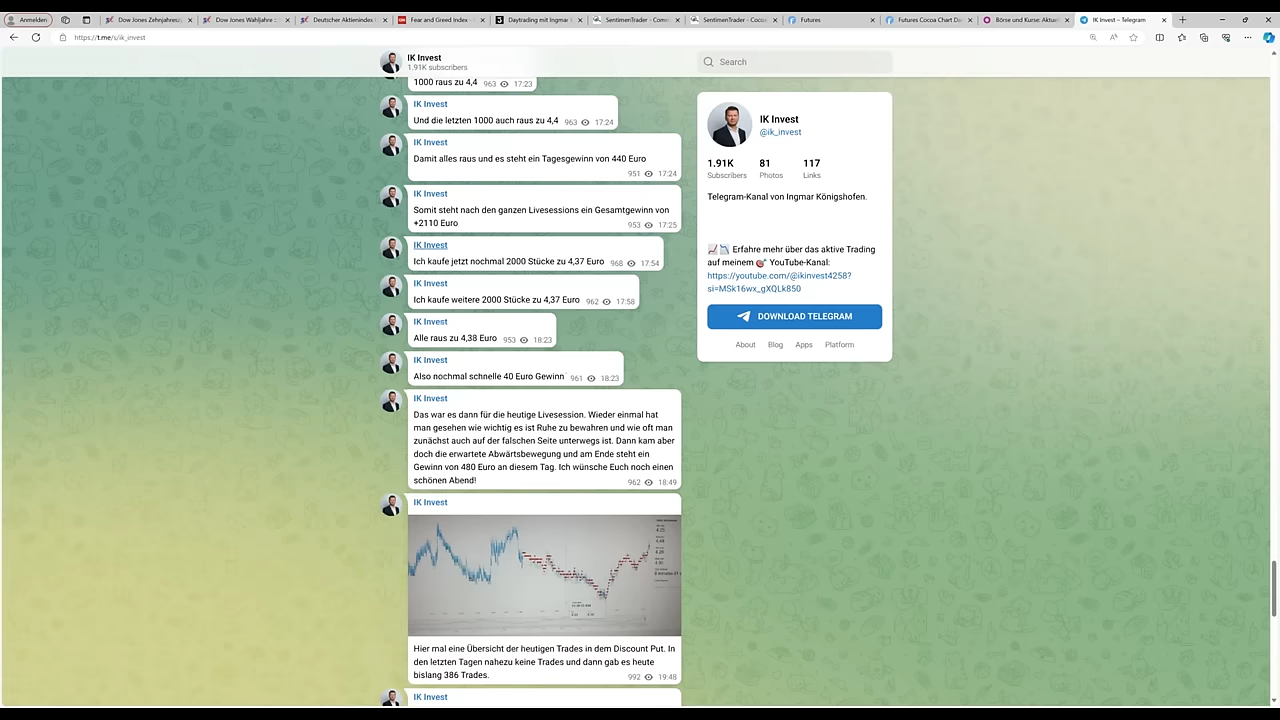 Anmelden
Dow Jones Zehnjahreszy
Dow Jones Wahljahre
Deutscher Aktienindex
Fear and Greed Index -
Daytrading mit Ingmar
SentimenTrader - Comm
SentimenTrader - Cocoa
Futures
Futures Cocoa Chart Da
Börse und Kurse: Aktue
IK Invest – Telegram
https://t.me/s/ik_invest
IK Invest
1.91K subscribers
Search
1000 raus zu 4,4 963 17:23
IK Invest
Und die letzten 1000 auch raus zu 4,4 963 17:24
IK Invest
Damit alles raus und es steht ein Tagesgewinn von 440 Euro
951 17:24
IK Invest
Somit steht nach den ganzen Livesessions ein Gesamtgewinn von
+2110 Euro 953 17:25
IK Invest
Ich kaufe jetzt nochmal 2000 Stücke zu 4,37 Euro 968 17:54
IK Invest
Ich kaufe weitere 2000 Stücke zu 4,37 Euro 962 17:58
IK Invest
Alle raus zu 4,38 Euro 953 18:23
IK Invest
Also nochmal schnelle 40 Euro Gewinn 961 18:23
IK Invest
Das war es dann für die heutige Livesession. Wieder einmal hat
man gesehen wie wichtig es ist Ruhe zu bewahren und wie oft man
zunächst auch auf der falschen Seite unterwegs ist. Dann kam aber
doch die erwartete Abwärtsbewegung und am Ende steht ein
Gewinn von 480 Euro an diesem Tag. Ich wünsche Euch noch einen
schönen Abend! 962 18:49
IK Invest
Hier mal eine Übersicht der heutigen Trades in dem Discount Put. In
den letzten Tagen nahezu keine Trades und dann gab es heute
bislang 386 Trades. 992 19:48
IK Invest
IK Invest
@ik_invest
1.91K 81 117
Subscribers Photos Links
Telegram-Kanal von Ingmar Königshofen.
Erfahre mehr über das aktive Trading
auf meinem YouTube-Kanal:
https://youtube.com/@ikinvest4258?
si=MSk16wx_gXQLk850
DOWNLOAD TELEGRAM
About Blog Apps Platform